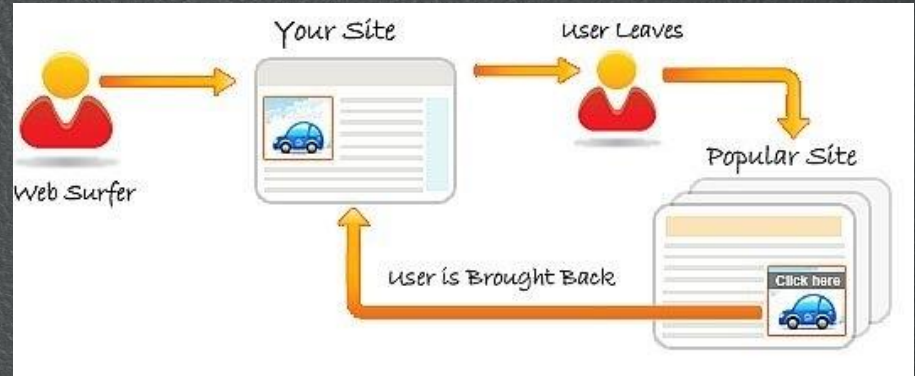 Your Site
User Leaves
Popular Site
Web Surfer
User is Brought Back
Click here